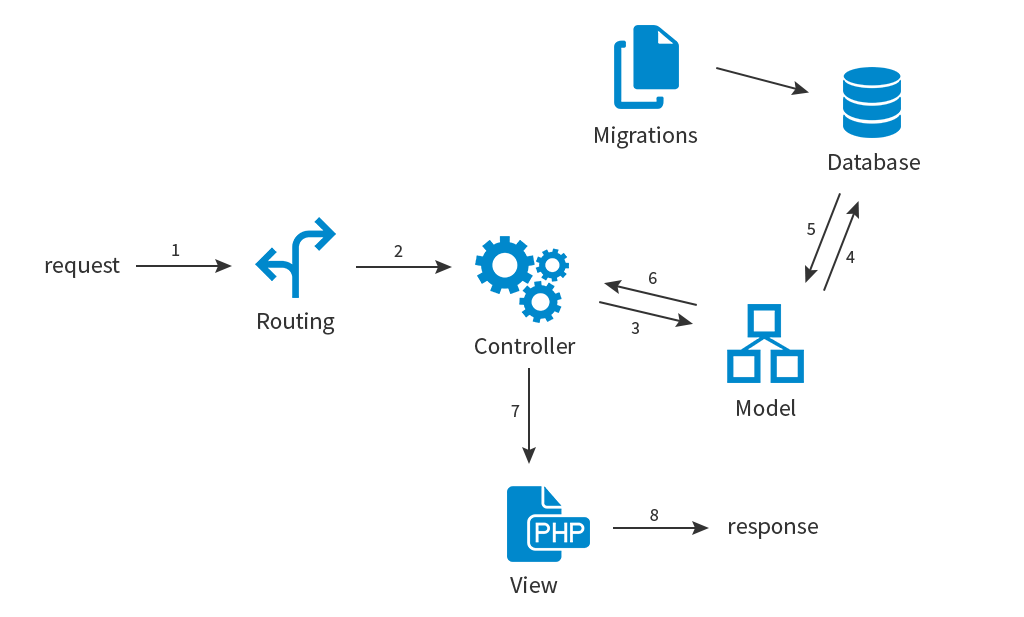 Migrations
Database
request
1
Routing
2
Controller
6
3
5
4
Model
7
PHP
View
8
response